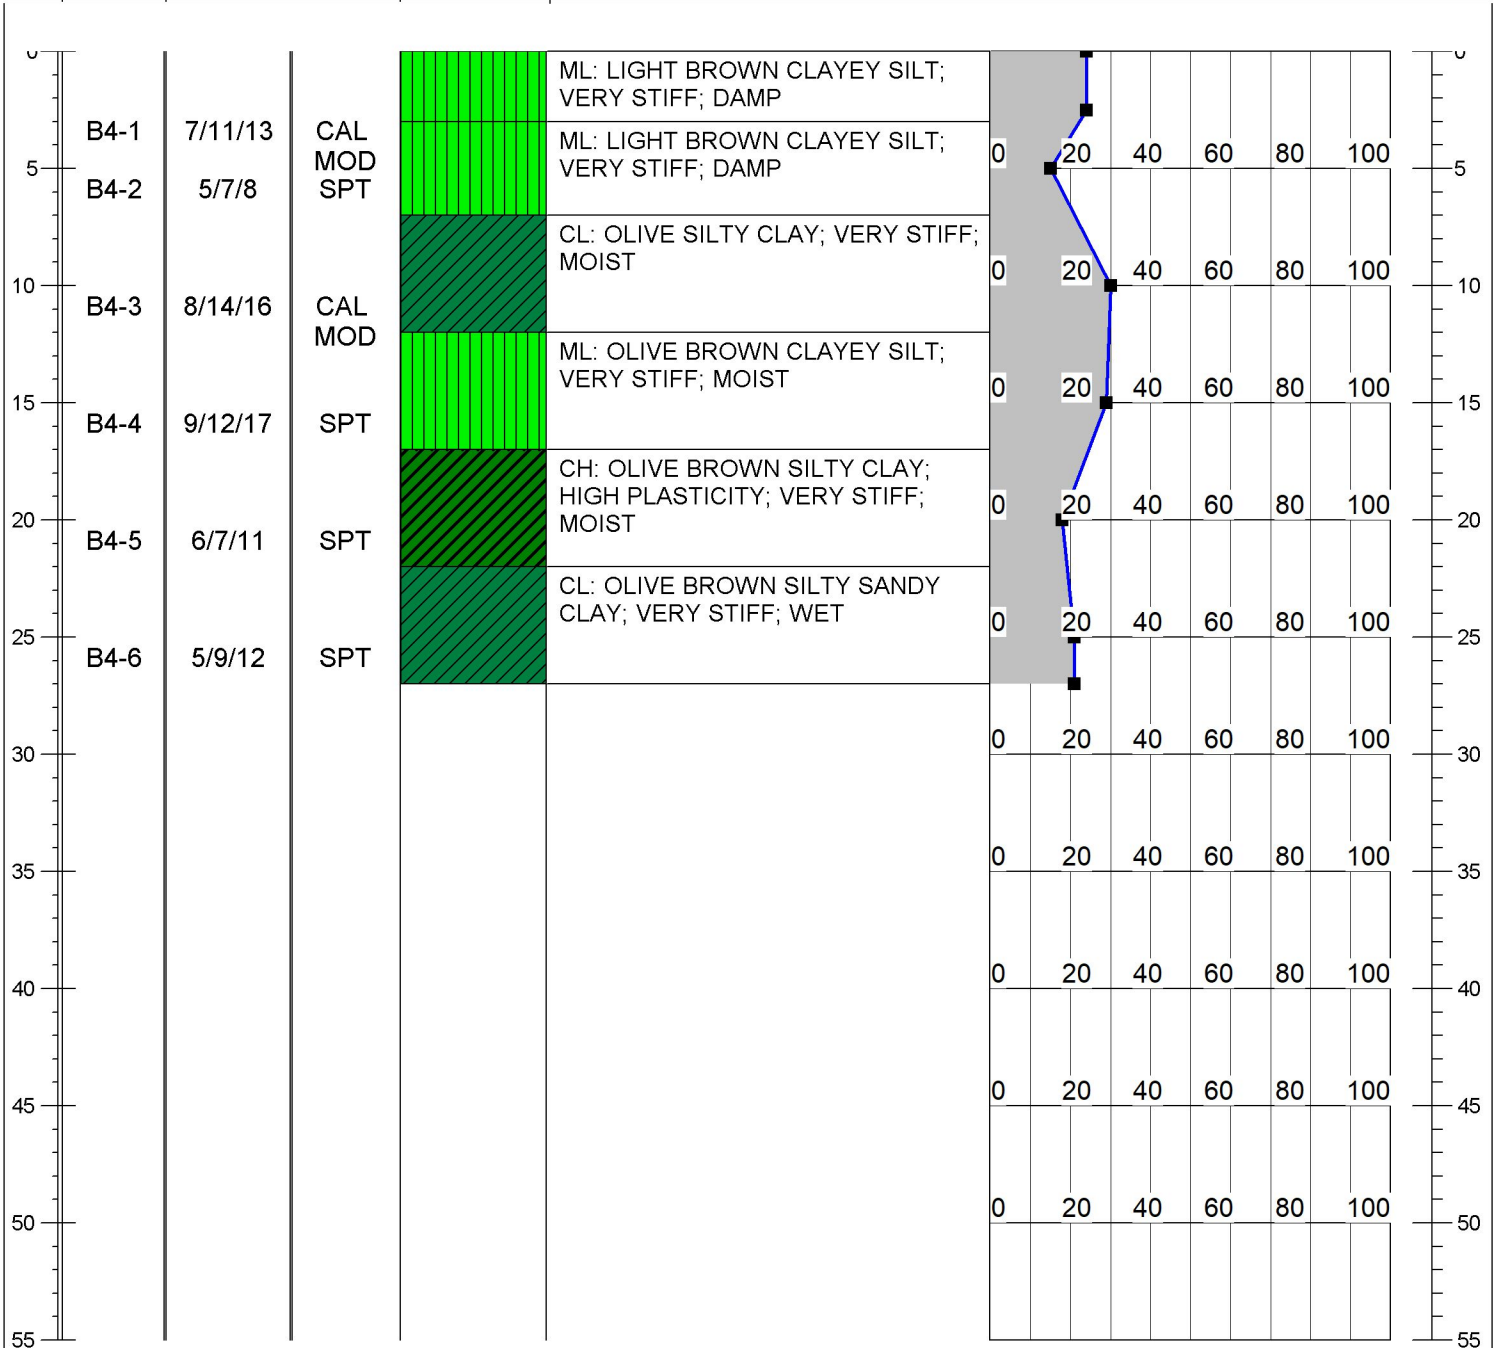 0
ML: LIGHT BROWN CLAYEY SILT;
VERY STIFF; DAMP
0
B4-1 7/11/13 CAL
MOD
ML: LIGHT BROWN CLAYEY SILT;
VERY STIFF; DAMP
0 20 40 60 80 100
5 5
B4-2 5/7/8 SPT
CL: OLIVE SILTY CLAY; VERY STIFF;
MOIST
0 20 40 60 80 100
10 10
B4-3 8/14/16 CAL
MOD
ML: OLIVE BROWN CLAYEY SILT;
VERY STIFF; MOIST
0 20 40 60 80 100
15 15
B4-4 9/12/17 SPT
CH: OLIVE BROWN SILTY CLAY;
HIGH PLASTICITY; VERY STIFF;
MOIST
0 20 40 60 80 100
20 20
B4-5 6/7/11 SPT
CL: OLIVE BROWN SILTY SANDY
CLAY; VERY STIFF; WET
0 20 40 60 80 100
25 25
B4-6 5/9/12 SPT
0 20 40 60 80 100
30 30
0 20 40 60 80 100
35 35
0 20 40 60 80 100
40 40
0 20 40 60 80 100
45 45
0 20 40 60 80 100
50 50
55 55